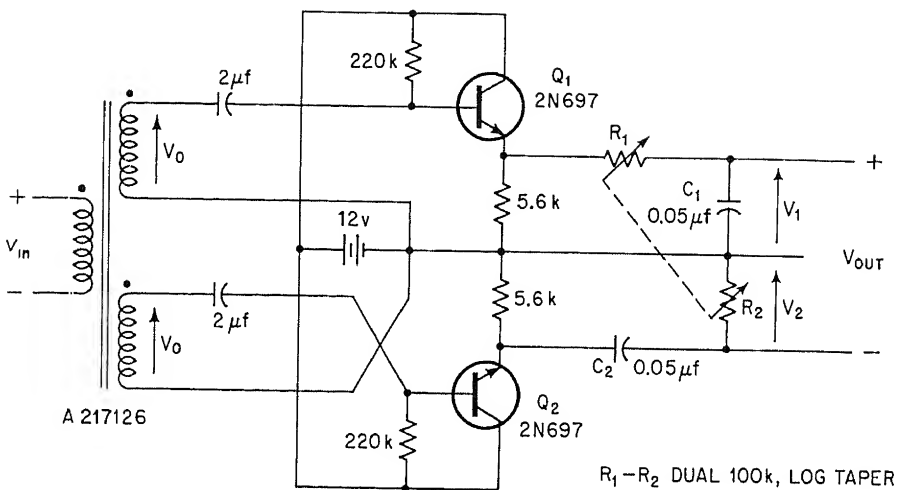 220k
2µf
Q1
2N697
R1
+
V0
5.6k
C1
0.05µf
V1
+
VIN
−
12v
VOUT
5.6k
R2
V2
2µf
V0
C2
0.05µf
−
A 217126
220k
Q2
2N697
R1−R2 DUAL 100k, LOG TAPER